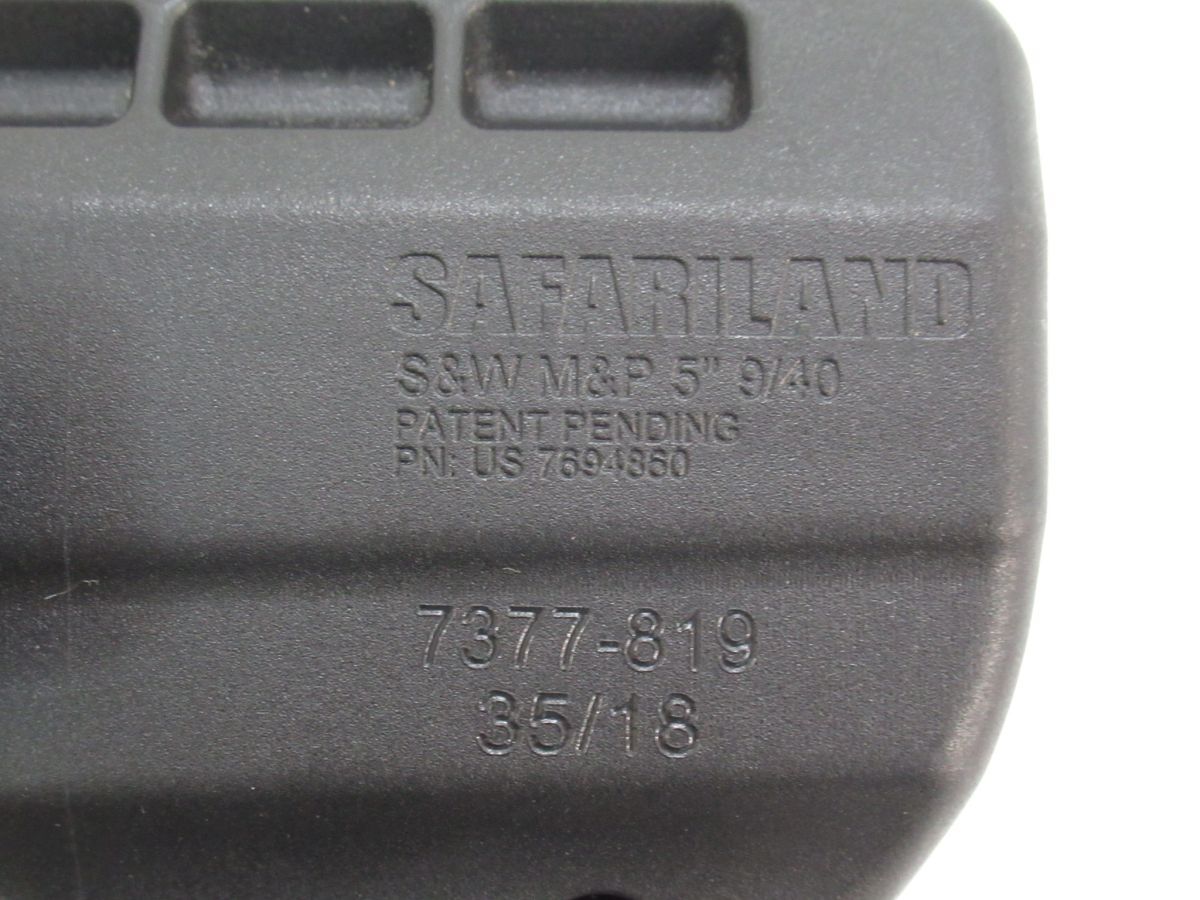 SAFARILAND
S&W M&P 5" 9/40
PATENT PENDING
PN: US 7694860
7377-819
35/18